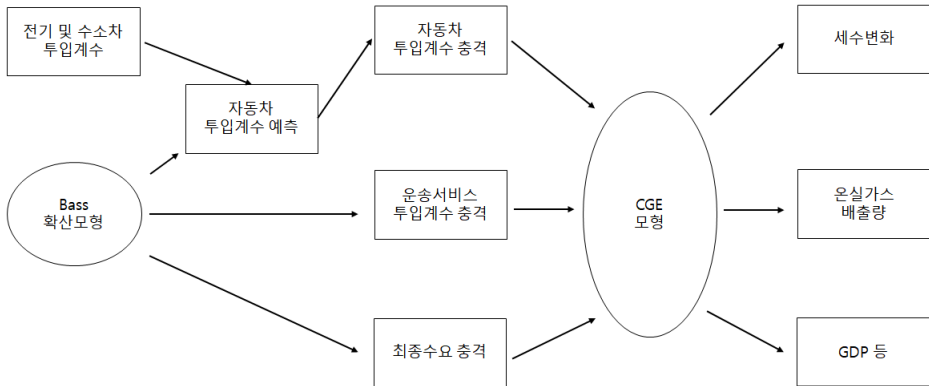 전기 및 수소차
투입계수
자동차
투입계수 예측
자동차
투입계수 충격
Bass
확산모형
운송서비스
투입계수 충격
최종수요 충격
CGE
모형
세수변화
온실가스
배출량
GDP 등